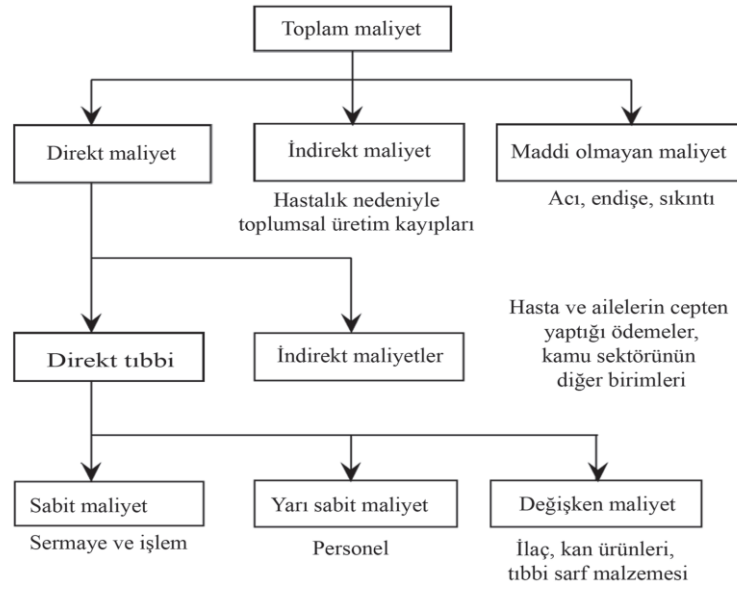 Toplam maliyet
Direkt maliyet
İndirekt maliyet
Maddi olmayan maliyet
Hastalık nedeniyle
toplumsal üretim kayıpları
Acı, endişe, sıkıntı
Direkt tıbbi
İndirekt maliyetler
Hasta ve ailelerin cepten
yaptığı ödemeler,
kamu sektörünün
diğer birimleri
Sabit maliyet
Yarı sabit maliyet
Değişken maliyet
Sermaye ve işlem
Personel
İlaç, kan ürünleri,
tıbbi sarf malzemesi